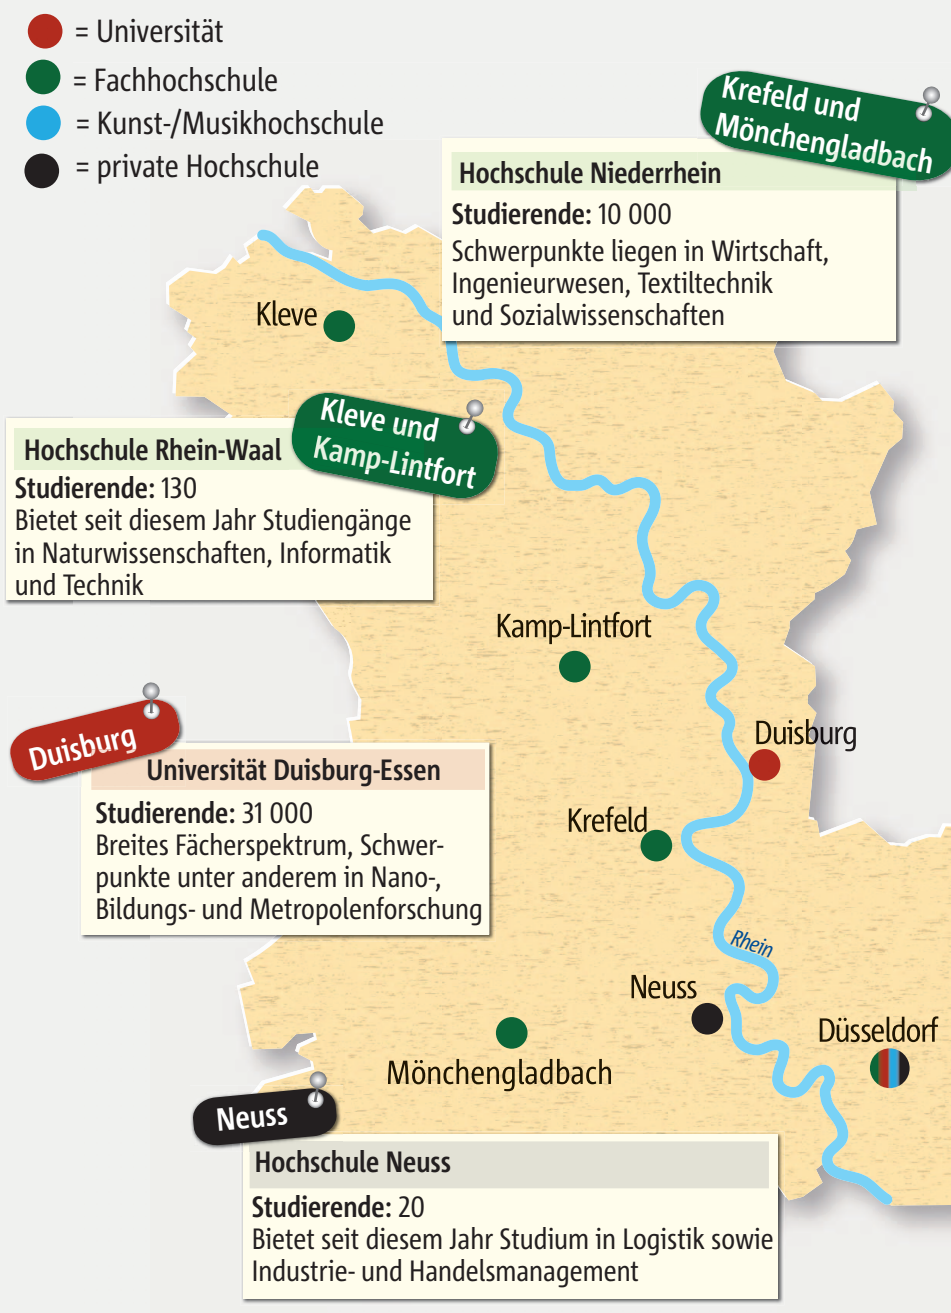 = Universität
= Fachhochschule
= Kunst-/Musikhochschule
= private Hochschule
Krefeld und
Mönchengladbach
Hochschule Niederrhein
Studierende: 10 000
Schwerpunkte liegen in Wirtschaft,
Ingenieurwesen, Textiltechnik
und Sozialwissenschaften
Kleve
Kleve und
Kamp-Lintfort
Hochschule Rhein-Waal
Studierende: 130
Bietet seit diesem Jahr Studiengänge
in Naturwissenschaften, Informatik
und Technik
Kamp-Lintfort
Duisburg
Duisburg
Universität Duisburg-Essen
Studierende: 31 000
Breites Fächerspektrum, Schwer-
punkte unter anderem in Nano-,
Bildungs- und Metropolenforschung
Krefeld
Rhein
Neuss
Düsseldorf
Mönchengladbach
Neuss
Hochschule Neuss
Studierende: 20
Bietet seit diesem Jahr Studium in Logistik sowie
Industrie- und Handelsmanagement